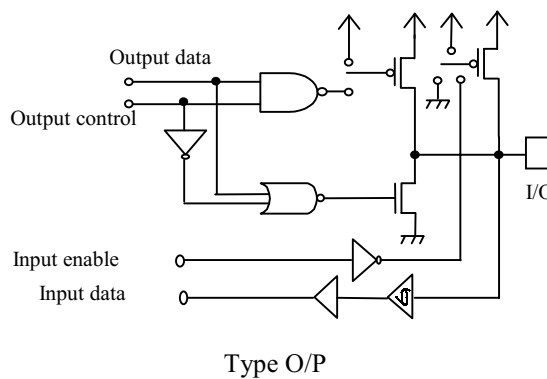 Output data
Output control
I/O
Input enable
Input data
Type O/P